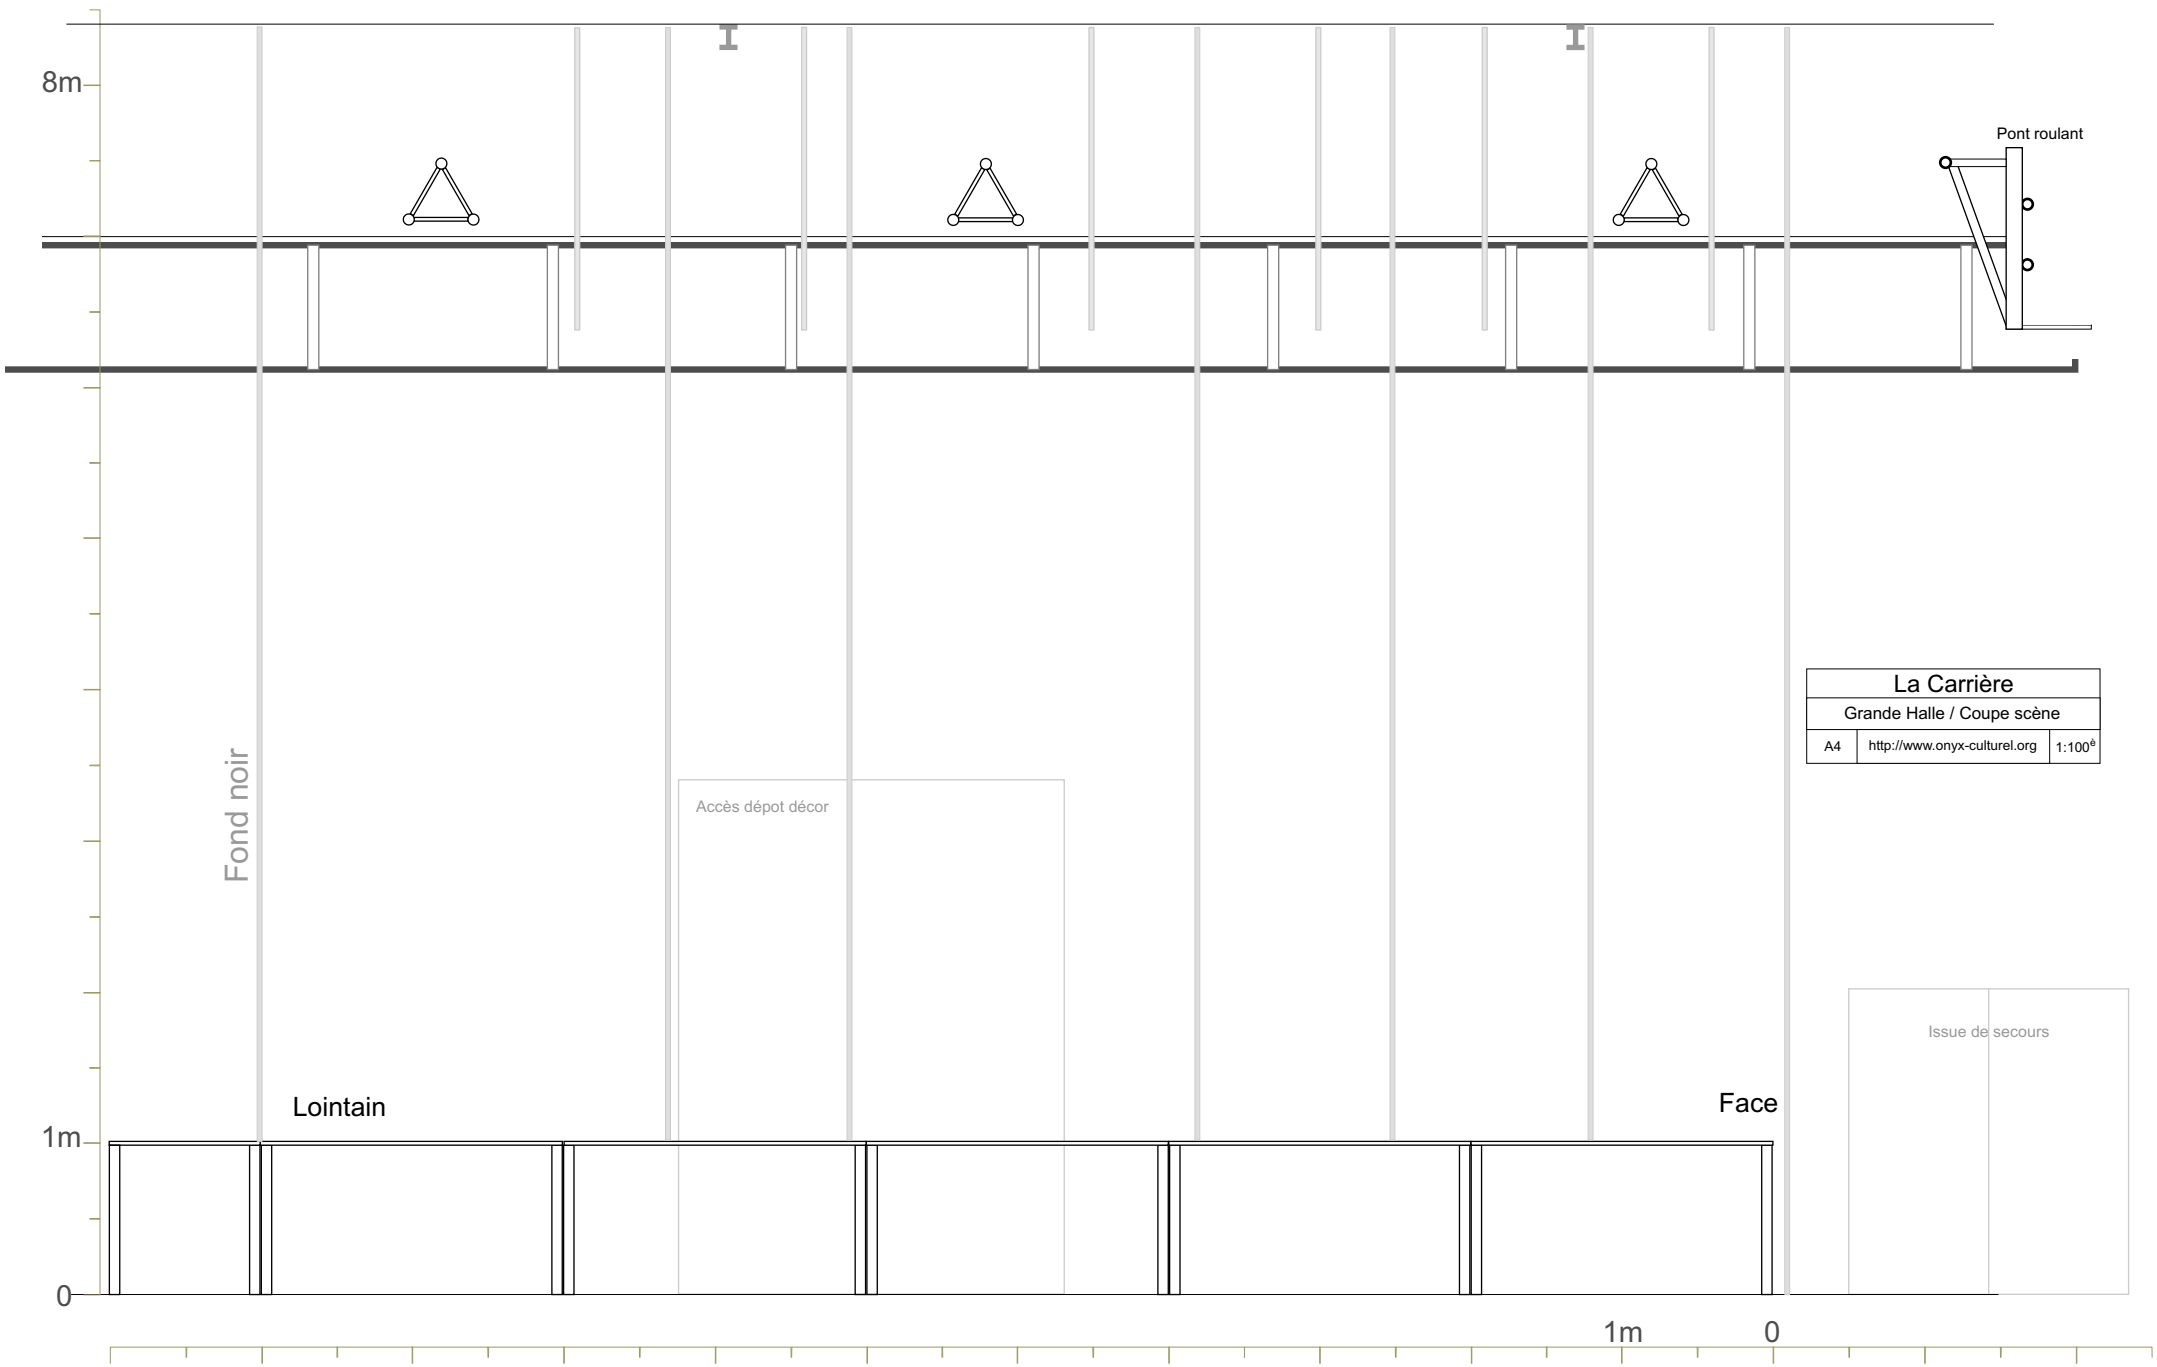 8m
Pont roulant
La Carrière
Grande Halle / Coupe scène
A4 http://www.onyx-culturel.org 1:100è
Fond noir
Accès dépot décor
Issue de secours
Lointain
Face
1m
0
1m 0